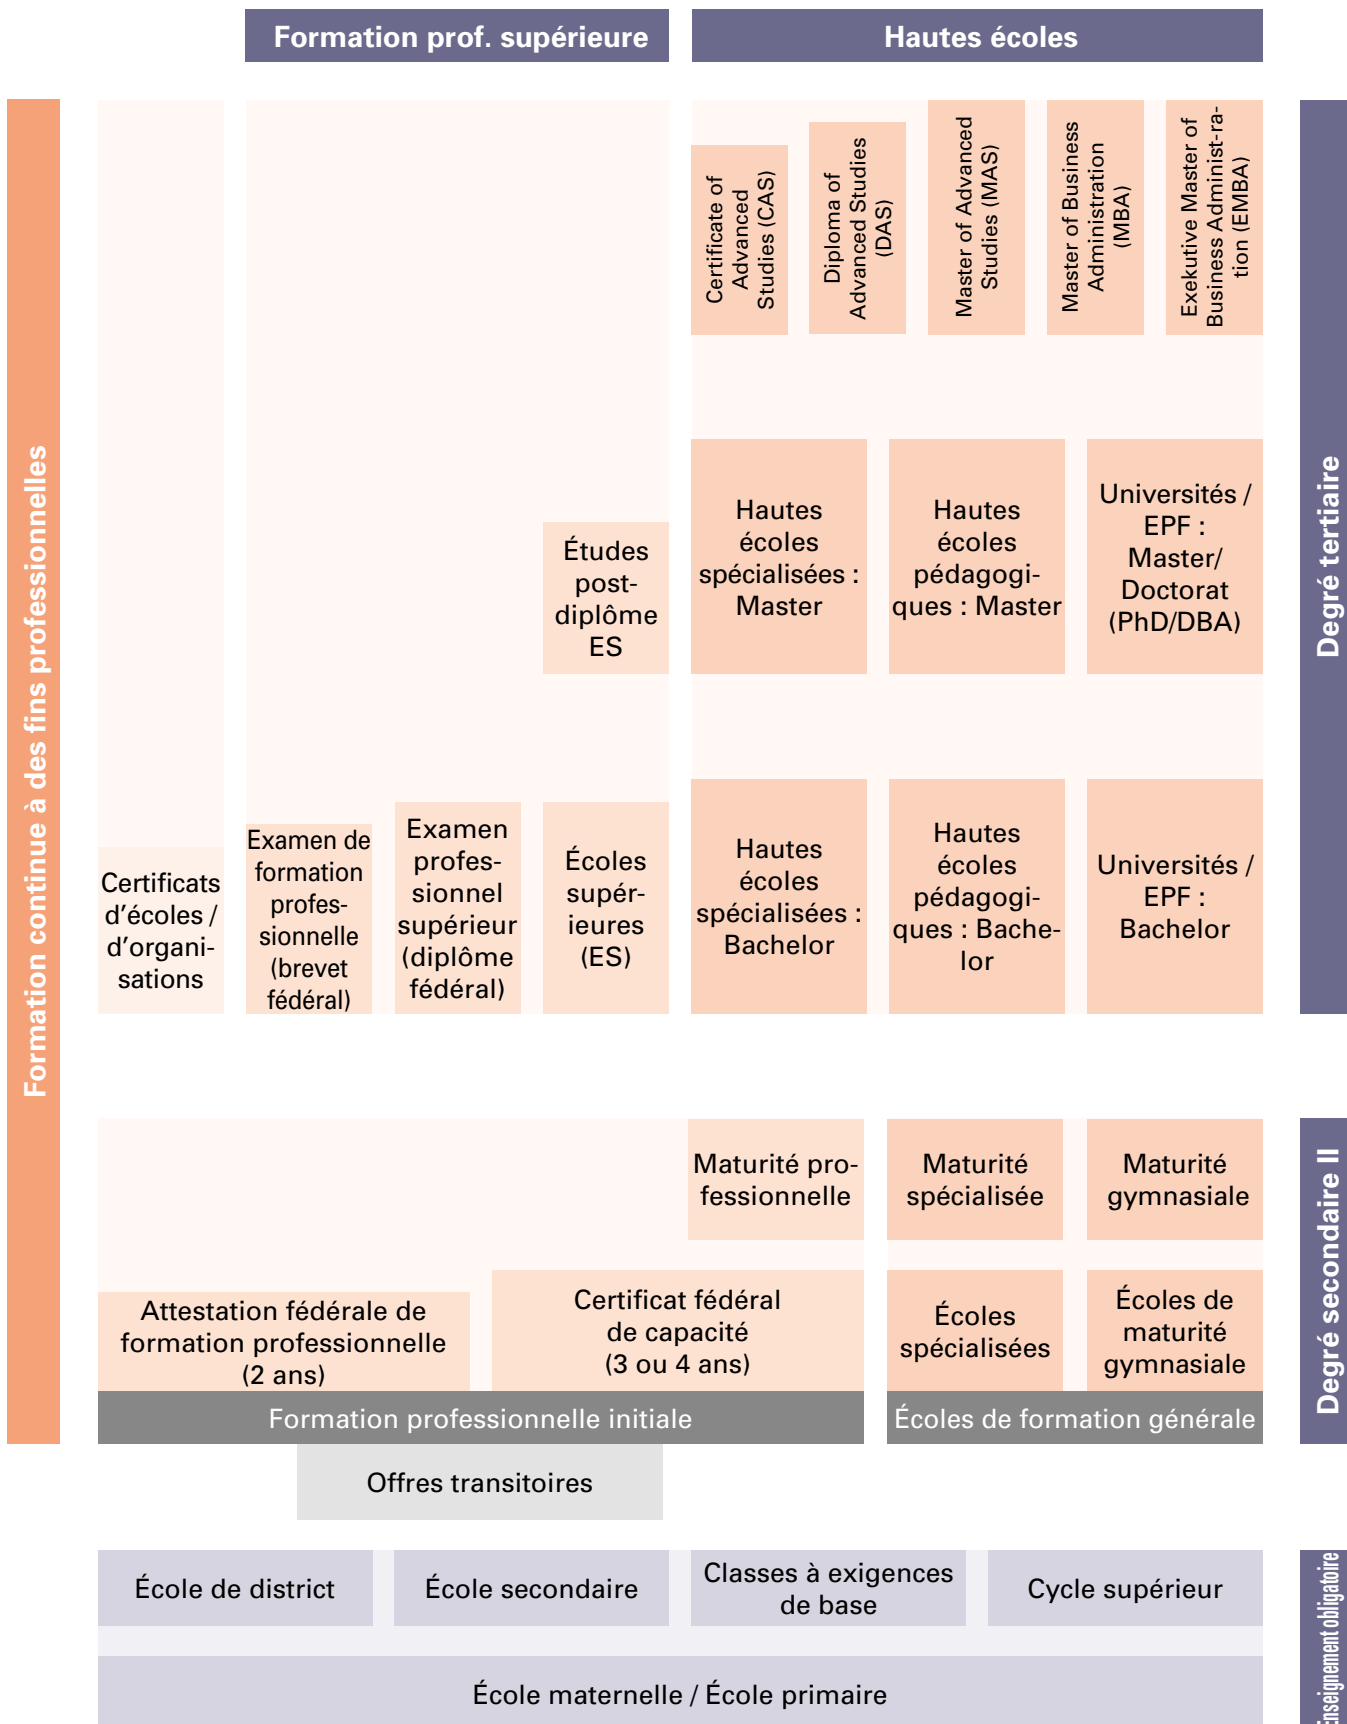 Formation prof. supérieure
Hautes écoles
Formation continue à des fins professionnelles
Certificate of
Advanced
Studies (CAS)
Diploma of
Advanced Studies
(DAS)
Master of Advanced
Studies (MAS)
Master of Business
Administration
(MBA)
Exekutive Master of
Business Administ-ra-
tion (EMBA)
Degré tertiaire
Études
post-
diplôme
ES
Hautes
écoles
spécialisées :
Master
Hautes
écoles
pédagogi-
ques : Master
Universités /
EPF :
Master/
Doctorat
(PhD/DBA)
Certificats
d'écoles /
d'organi-
sations
Examen de
formation
profes-
sionnelle
(brevet
fédéral)
Examen
profes-
sionnel
supérieur
(diplôme
fédéral)
Écoles
supér-
ieures
(ES)
Hautes
écoles
spécialisées :
Bachelor
Hautes
écoles
pédagogi-
ques : Bache-
lor
Universités /
EPF :
Bachelor
Maturité pro-
fessionnelle
Maturité
spécialisée
Maturité
gymnasiale
Degré secondaire II
Attestation fédérale de
formation professionnelle
(2 ans)
Certificat fédéral
de capacité
(3 ou 4 ans)
Écoles
spécialisées
Écoles de
maturité
gymnasiale
Formation professionnelle initiale
Écoles de formation générale
Offres transitoires
École de district
École secondaire
Classes à exigences
de base
Cycle supérieur
Enseignement obligatoire
École maternelle / École primaire